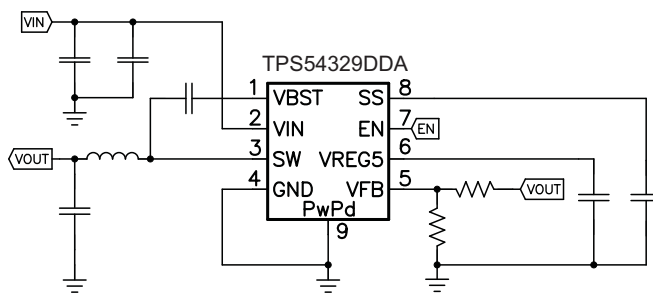 VIN
TPS54329DDA
1 VBST SS 8
2 VIN EN 7 EN
3 SW VREG5 6
VOUT
4 GND VFB 5 VOUT
PwPd
9